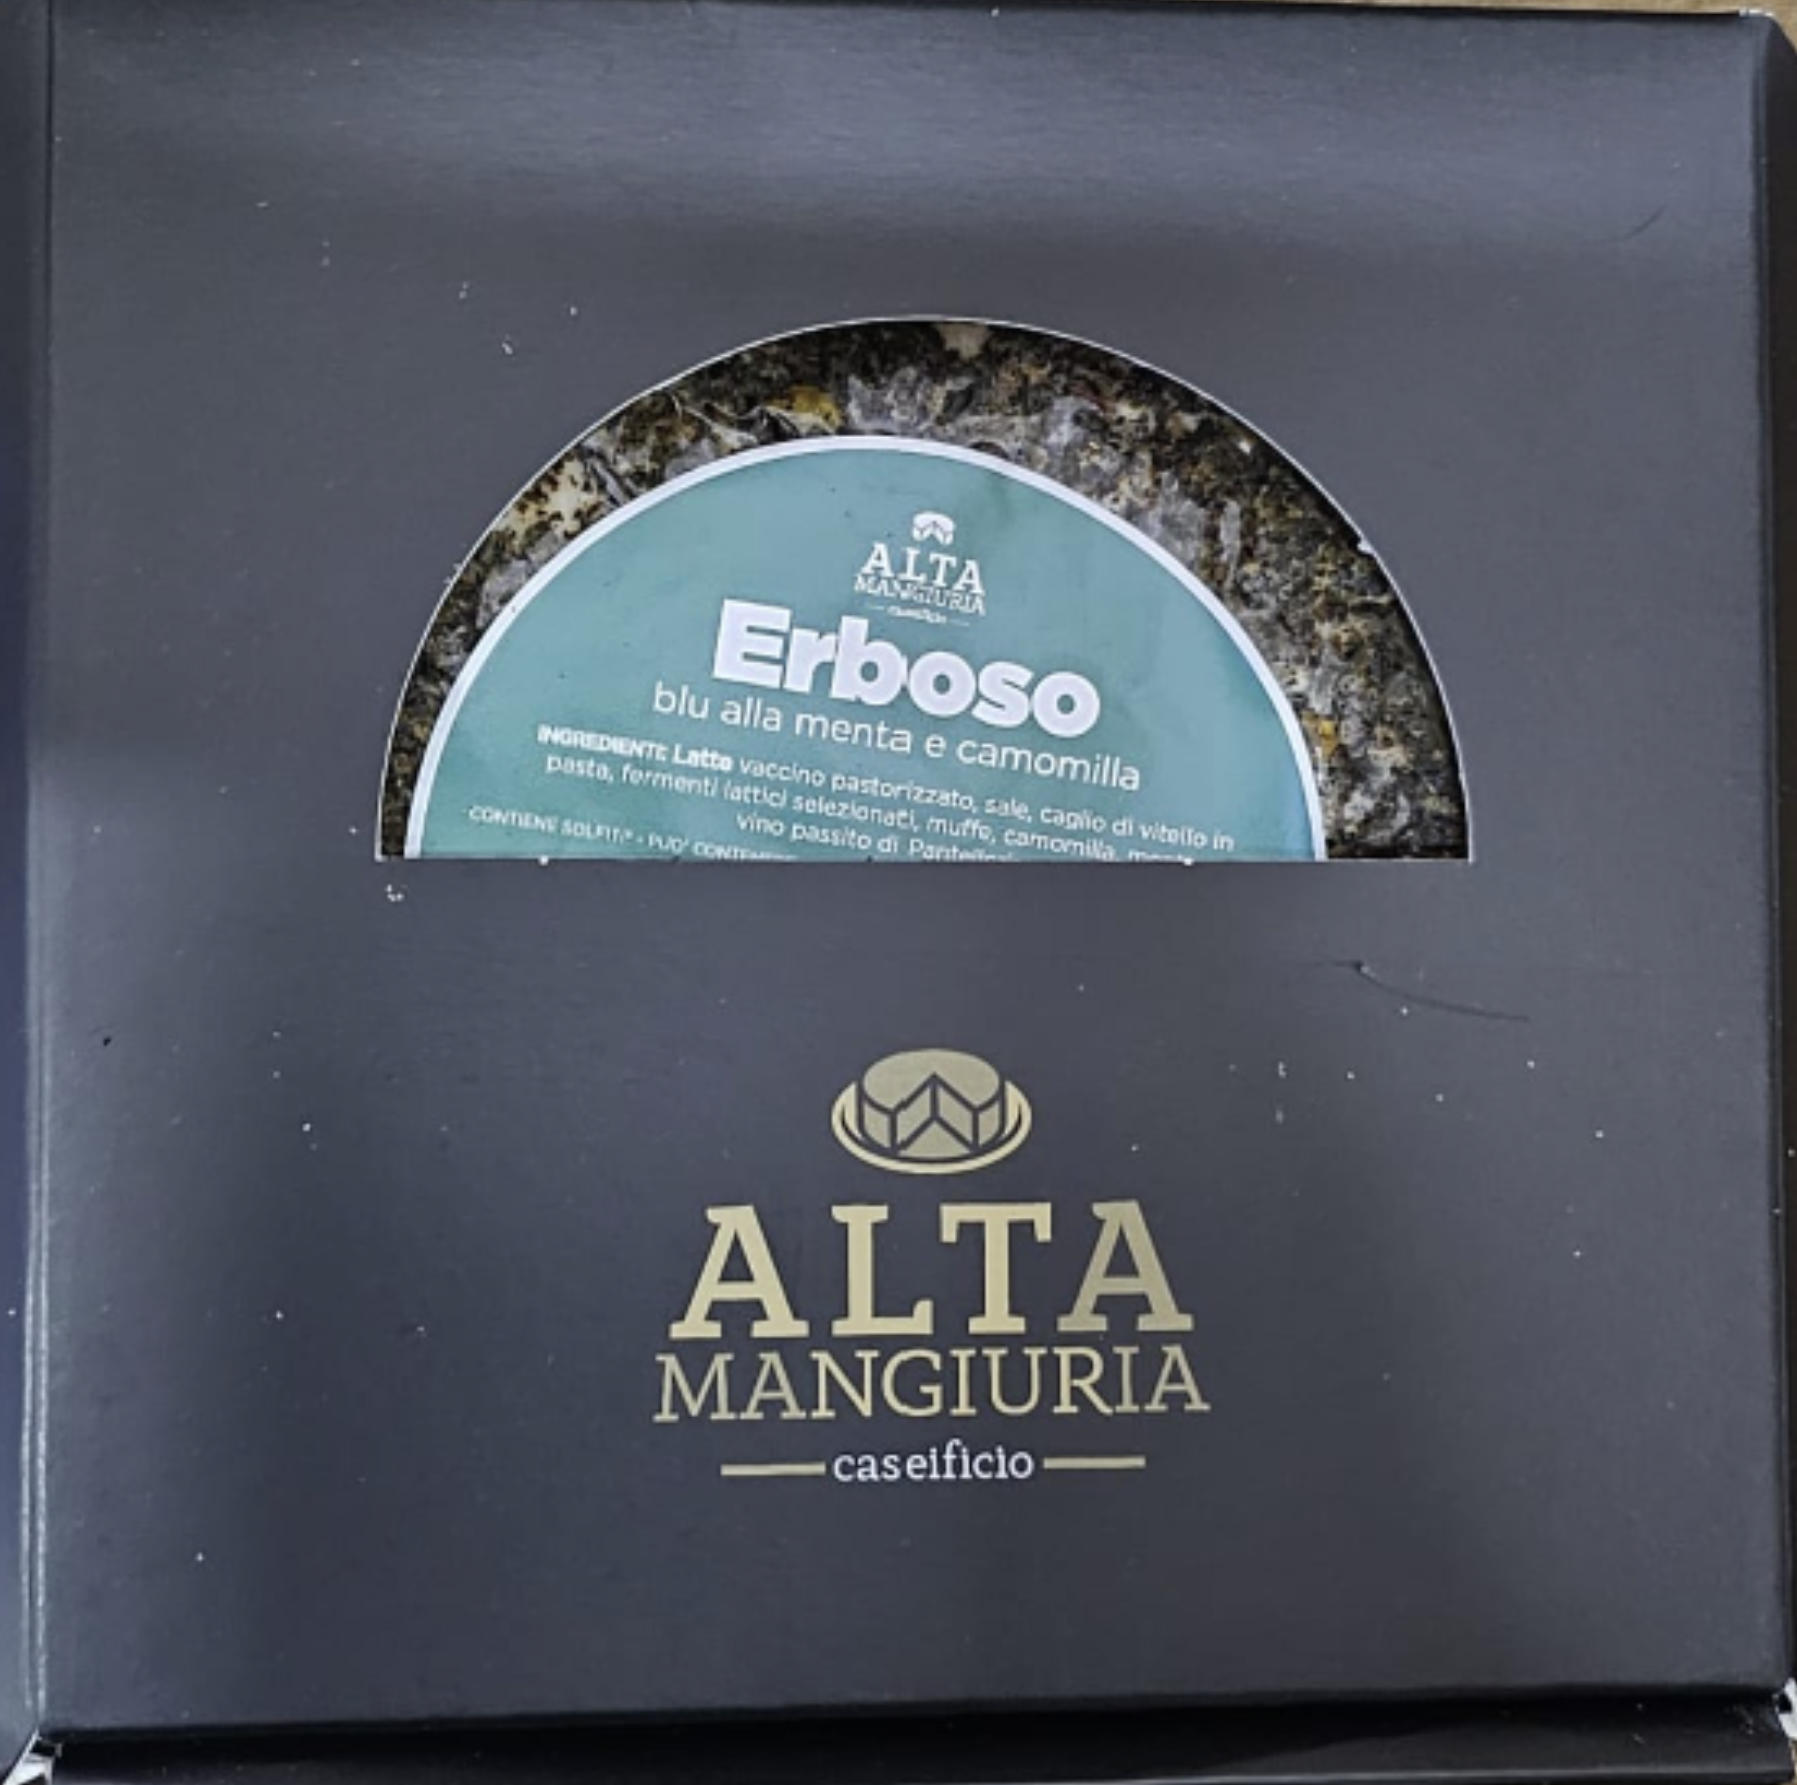 ALTA
MANGIURIA
caseificio
Erboso
blu alla menta e camomilla
INGREDIENTI: Latte vaccino pastorizzato, sale, caglio di vitello in
pasta, fermenti lattici selezionati, muffe, camomilla,
vino passito di
CONTIENE SOLFITI* - PUO'
ALTA
MANGIURIA
caseificio